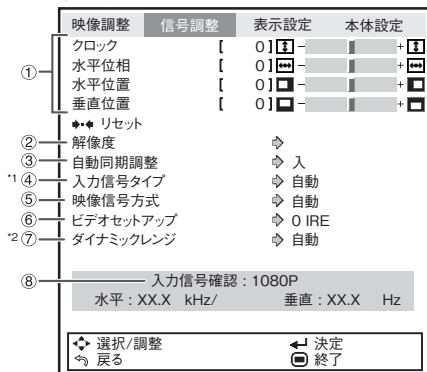 映像調整 信号調整 表示設定 本体設定
① クロック [ 0 ] − +
水平位相 [ 0 ] − +
水平位置 [ 0 ] − +
垂直位置 [ 0 ] − +
リセット
② 解像度
③ 自動同期調整 入
*1 ④ 入力信号タイプ 自動
⑤ 映像信号方式 自動
⑥ ビデオセットアップ 0 IRE
*2 ⑦ ダイナミックレンジ 自動
⑧ 入力信号確認 : 1080P
水平 : XX.X kHz/ 垂直 : XX.X Hz
選択/調整 決定
戻る 終了